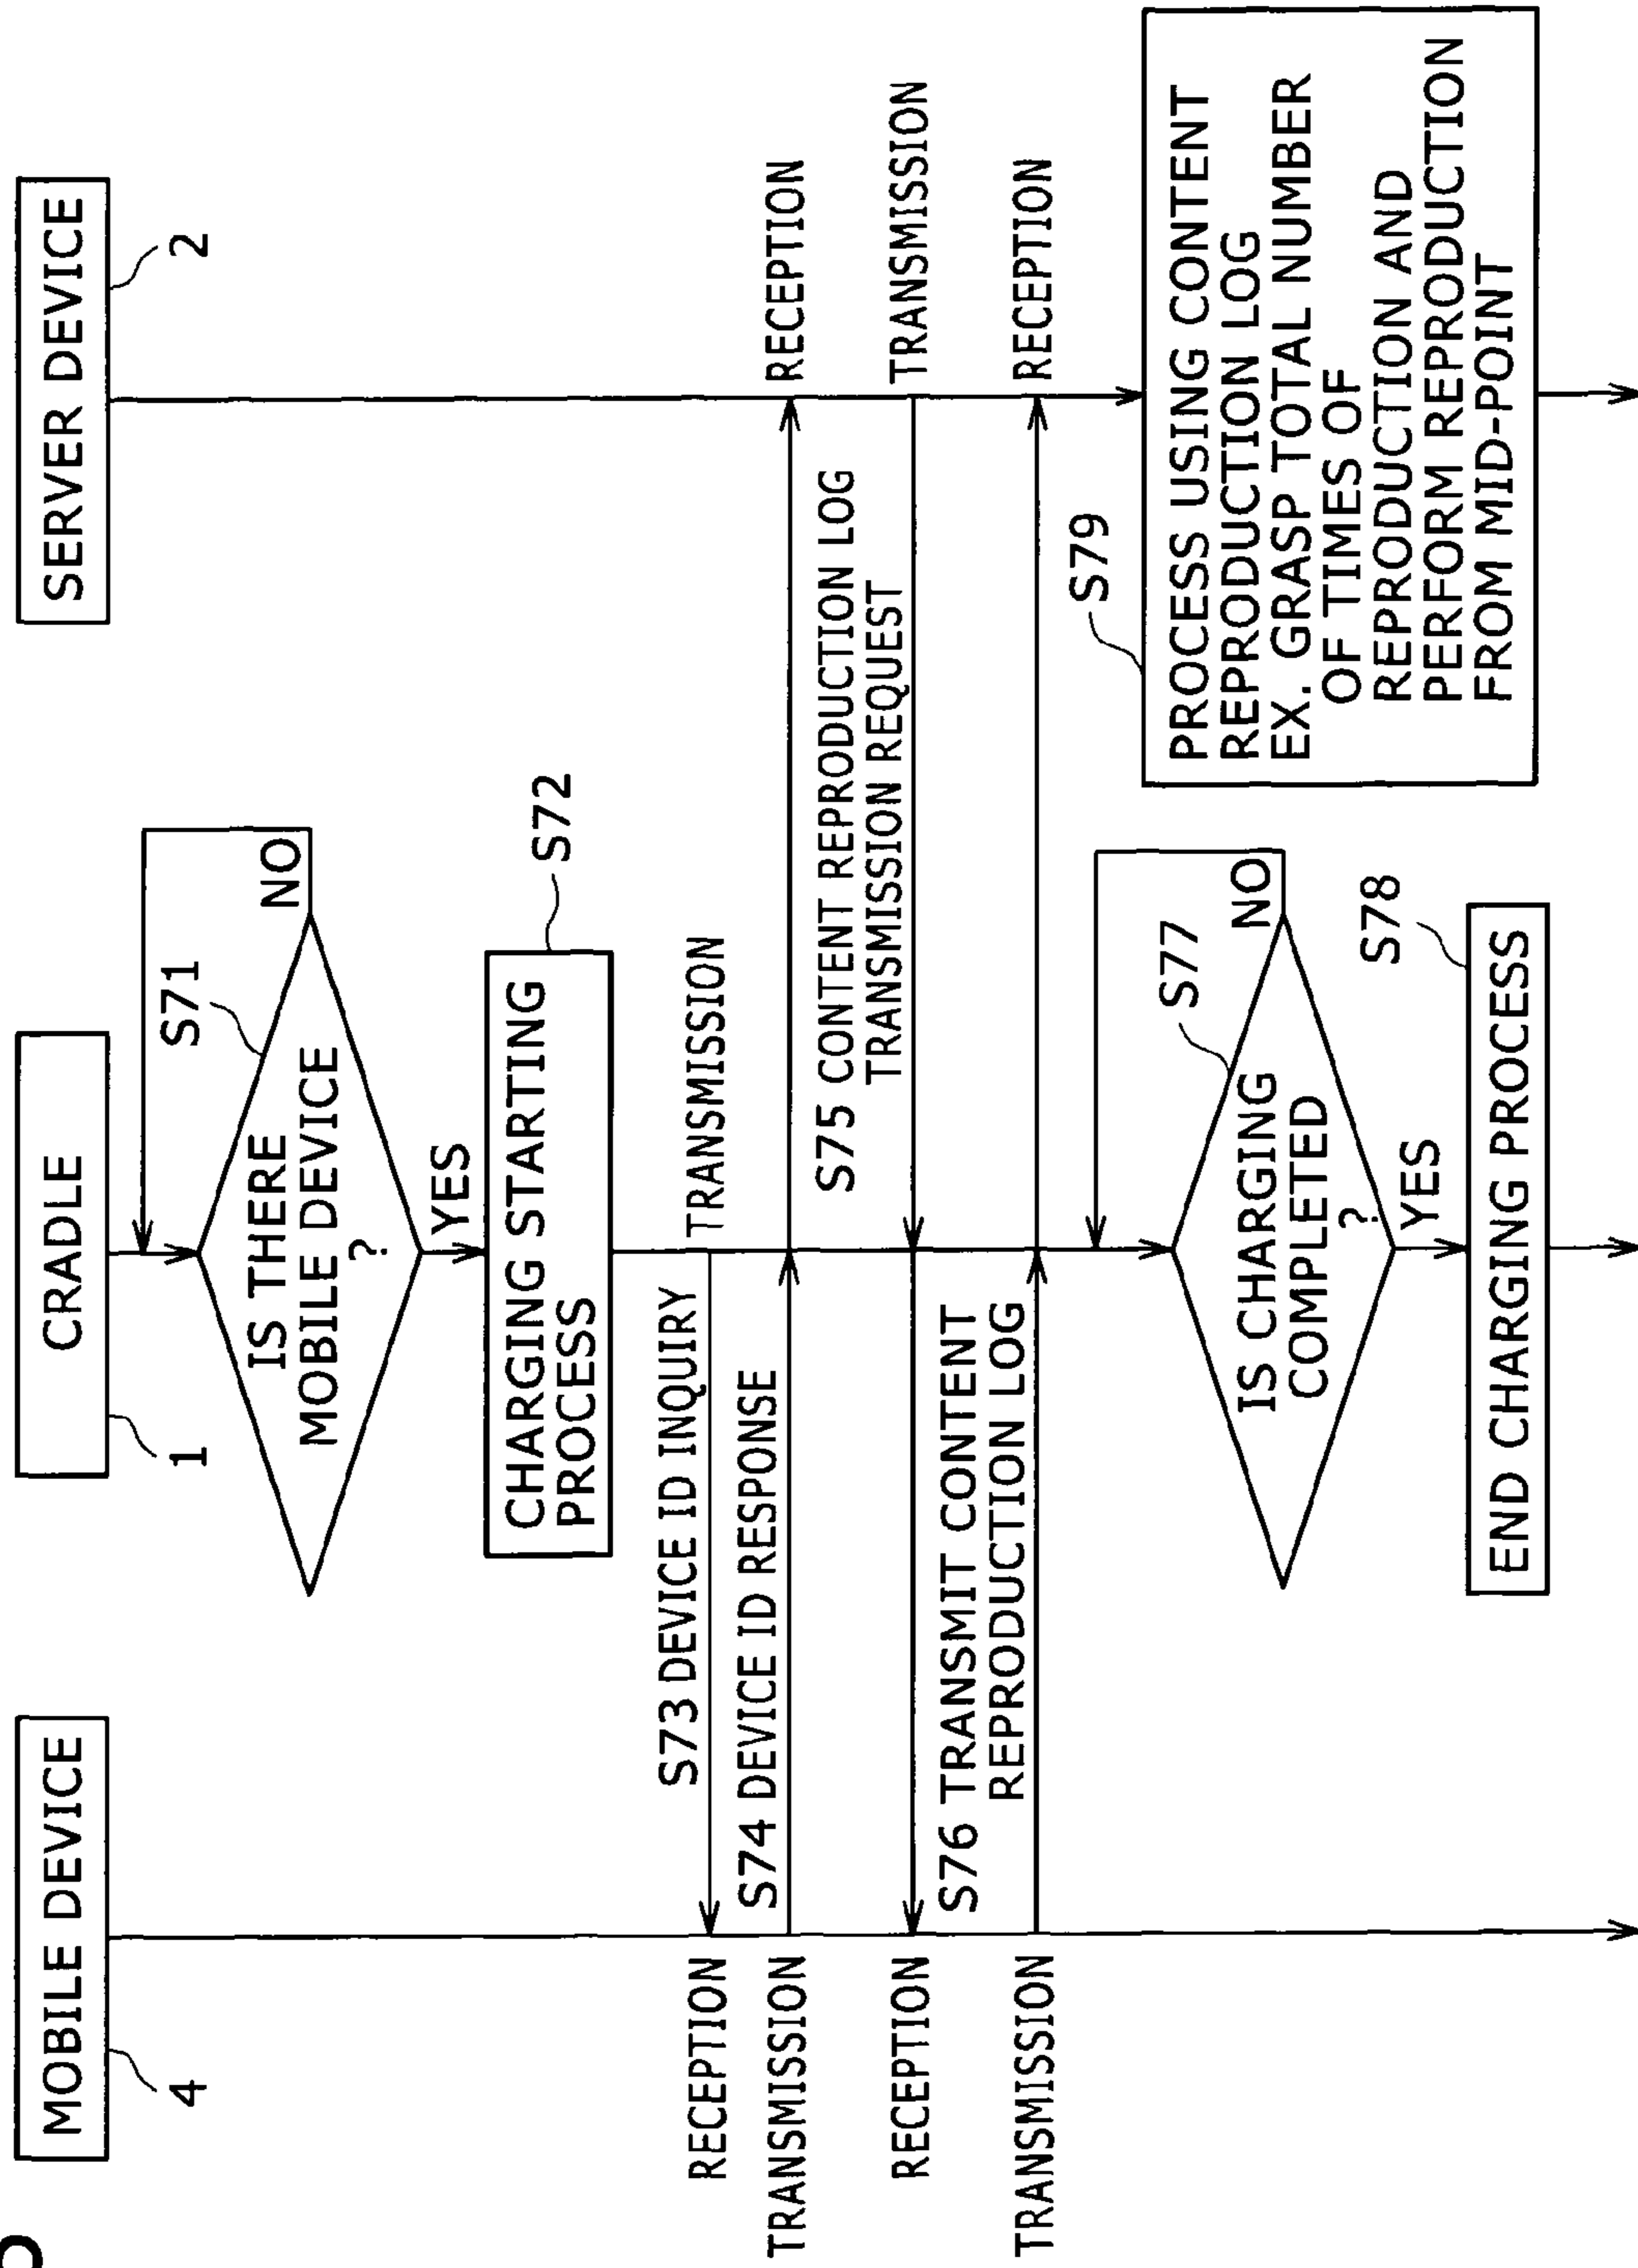 MOBILE DEVICE
4
CRADLE
1
SERVER DEVICE
2
S71
IS THERE
MOBILE DEVICE
?
NO
YES
S72
CHARGING STARTING
PROCESS
RECEPTION
S73 DEVICE ID INQUIRY
TRANSMISSION
TRANSMISSION
S74 DEVICE ID RESPONSE
RECEPTION
S75 CONTENT REPRODUCTION LOG
TRANSMISSION REQUEST
RECEPTION
TRANSMISSION
S76 TRANSMIT CONTENT
REPRODUCTION LOG
TRANSMISSION
RECEPTION
S77
IS CHARGING
COMPLETED
?
NO
YES
S78
END CHARGING PROCESS
S79
PROCESS USING CONTENT
REPRODUCTION LOG
EX. GRASP TOTAL NUMBER
OF TIMES OF
REPRODUCTION AND
PERFORM REPRODUCTION
FROM MID-POINT